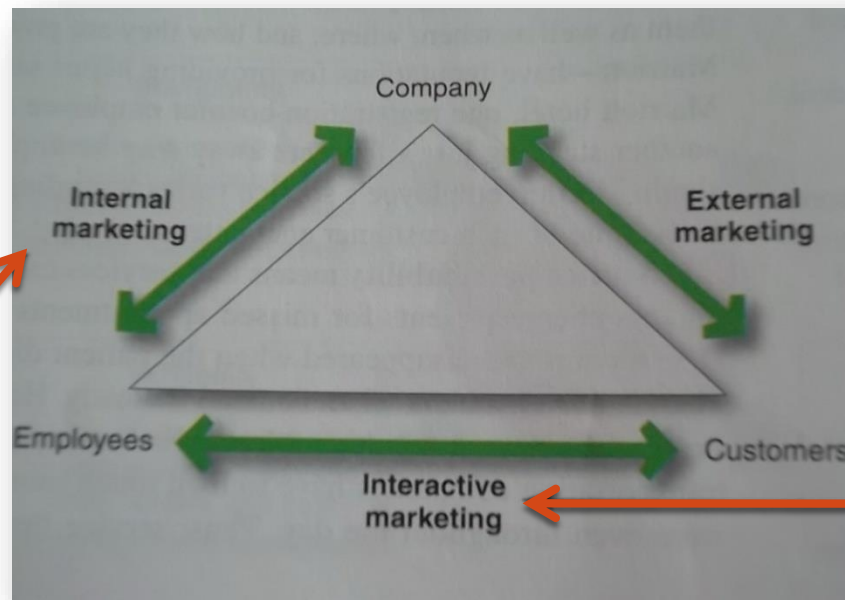 Company
Internal
marketing
External
marketing
Employees
Customers
Interactive
marketing